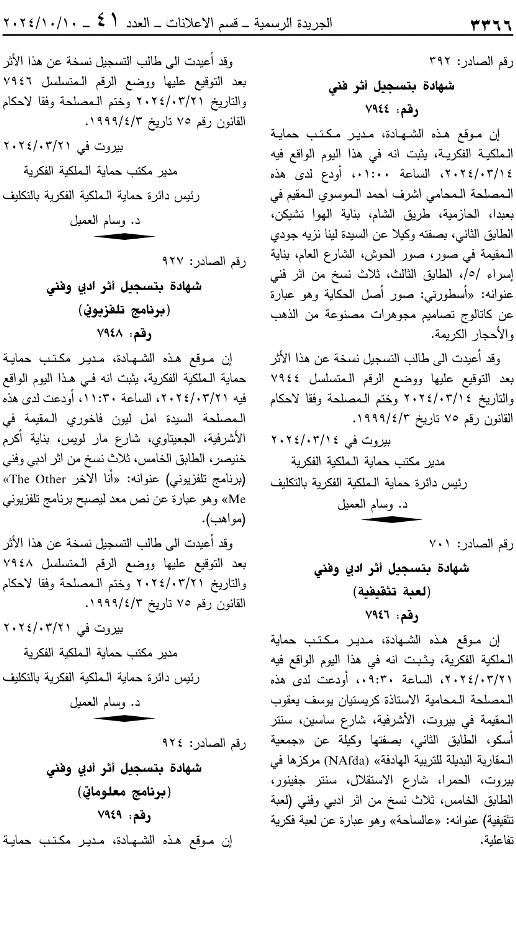 ٣٣٦٦
الجريدة الرسمية ــ قسم الاعلانات ــ العدد ٤١ ــ ٢٠٢٤/١٠/١٠
رقم الصادر: ٣٩٢
شهادة بتسجيل أثر فني
رقم: ٧٩٤٤
إن موقع هذه الشهادة، مدير مكتب حماية
الملكية الفكرية، يثبت انه في هذا اليوم الواقع فيه
٢٠٢٤/٠٣/١٤، الساعة ٠١:٠٠، أودع لدى هذه
المصلحة المحامي اشرف احمد الموسوي المقيم في
بعبدا، الحازمية، طريق الشام، بناية الهوا تشيكن،
الطابق الثاني، بصفته وكيلا عن السيدة لينا نزيه جودي
المقيمة في صور، صور الحوش، الشارع العام، بناية
إسراء /٥/، الطابق الثالث، ثلاث نسخ من اثر فني
عنوانه: «أسطورتي: صور أصل الحكاية وهو عبارة
عن كاتالوج تصاميم مجوهرات مصنوعة من الذهب
والأحجار الكريمة.
وقد أعيدت الى طالب التسجيل نسخة عن هذا الأثر
بعد التوقيع عليها ووضع الرقم المتسلسل ٧٩٤٤
والتاريخ ٢٠٢٤/٠٣/١٤ وختم المصلحة وفقا لاحكام
القانون رقم ٧٥ تاريخ ١٩٩٩/٤/٣.
بيروت في ٢٠٢٤/٠٣/١٤
مدير مكتب حماية الملكية الفكرية
رئيس دائرة حماية الملكية الفكرية بالتكليف
د. وسام العميل
رقم الصادر: ٧٠١
شهادة بتسجيل أثر أدبي وفني
(لعبة تثقيفية)
رقم: ٧٩٤٦
إن موقع هذه الشهادة، مدير مكتب حماية
الملكية الفكرية، يثبت انه في هذا اليوم الواقع فيه
٢٠٢٤/٠٣/٢١، الساعة ٠٩:٣٠، أودعت لدى هذه
المصلحة المحامية الاستاذة كريستيان يوسف يعقوب
المقيمة في بيروت، الأشرفية، شارع ساسين، سنتر
أسكو، الطابق الثاني، بصفتها وكيلة عن «جمعية
المقاربة البديلة للتربية الهادفة» (NAfda) مركزها في
بيروت، الحمرا، شارع الاستقلال، سنتر جفينور،
الطابق الخامس، ثلاث نسخ من اثر ادبي وفني (لعبة
تثقيفية) عنوانه: «عالساحة» وهو عبارة عن لعبة فكرية
تفاعلية.
وقد أعيدت الى طالب التسجيل نسخة عن هذا الأثر
بعد التوقيع عليها ووضع الرقم المتسلسل ٧٩٤٦
والتاريخ ٢٠٢٤/٠٣/٢١ وختم المصلحة وفقا لاحكام
القانون رقم ٧٥ تاريخ ١٩٩٩/٤/٣.
بيروت في ٢٠٢٤/٠٣/٢١
مدير مكتب حماية الملكية الفكرية
رئيس دائرة حماية الملكية الفكرية بالتكليف
د. وسام العميل
رقم الصادر: ٩٢٧
شهادة بتسجيل أثر أدبي وفني
(برنامج تلفزيوني)
رقم: ٧٩٤٨
إن موقع هذه الشهادة، مدير مكتب حماية
حماية الملكية الفكرية، يثبت انه في هذا اليوم الواقع
فيه ٢٠٢٤/٠٣/٢١، الساعة ١١:٣٠، أودعت لدى هذه
المصلحة السيدة امل ليون فاخوري المقيمة في
الأشرفية، الجعيتاوي، شارع مار لويس، بناية أكرم
خنيصر، الطابق الخامس، ثلاث نسخ من اثر ادبي وفني
(برنامج تلفزيوني) عنوانه: «أنا الاخر The Other»
Me» وهو عبارة عن نص معد ليصبح برنامج تلفزيوني
(مواهب).
وقد أعيدت الى طالب التسجيل نسخة عن هذا الأثر
بعد التوقيع عليها ووضع الرقم المتسلسل ٧٩٤٨
والتاريخ ٢٠٢٤/٠٣/٢١ وختم المصلحة وفقا لاحكام
القانون رقم ٧٥ تاريخ ١٩٩٩/٤/٣.
بيروت في ٢٠٢٤/٠٣/٢١
مدير مكتب حماية الملكية الفكرية
رئيس دائرة حماية الملكية الفكرية بالتكليف
د. وسام العميل
رقم الصادر: ٩٢٤
شهادة بتسجيل أثر أدبي وفني
(برنامج معلوماتي)
رقم: ٧٩٤٩
إن موقع هذه الشهادة، مدير مكتب حماية